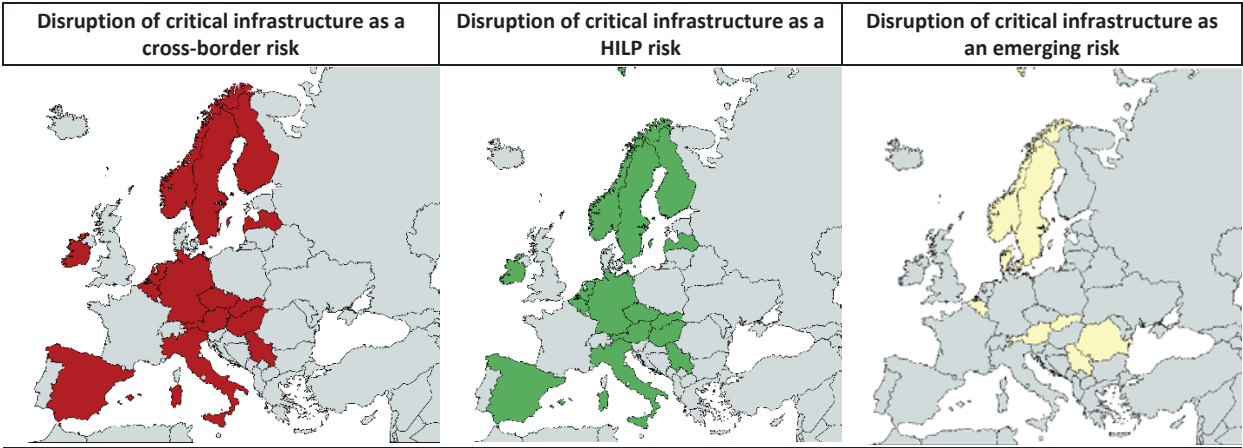 Disruption of critical infrastructure as a
cross-border risk
Disruption of critical infrastructure as a
HILP risk
Disruption of critical infrastructure as
an emerging risk